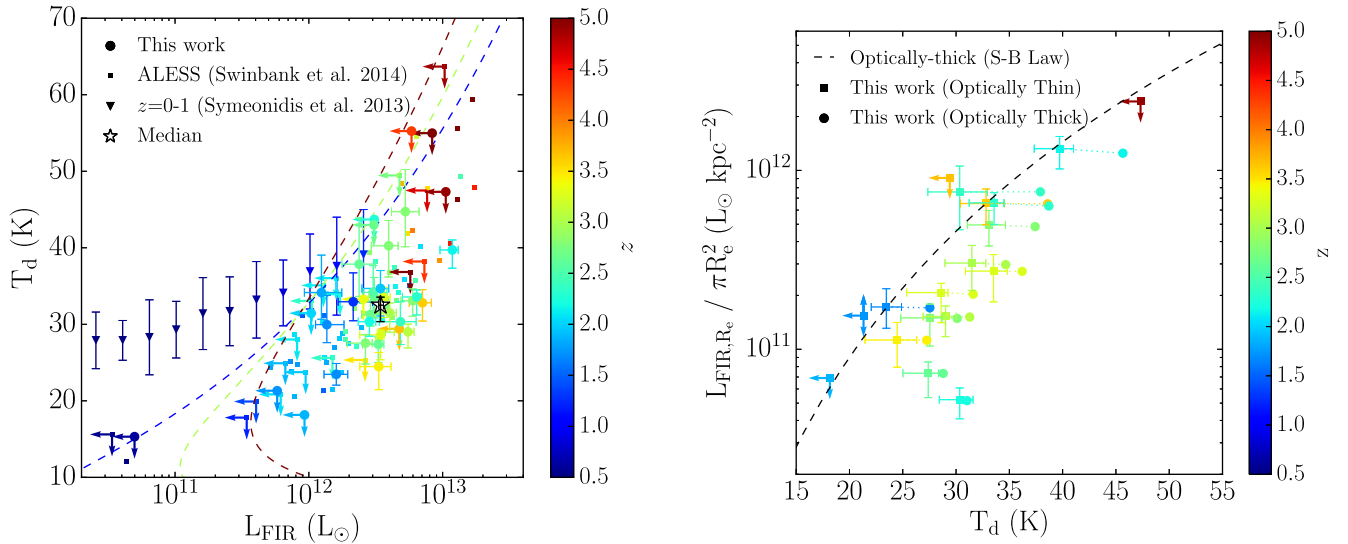 70
60
50
40
30
20
10
T_d (K)
This work
ALESS (Swinbank et al. 2014)
z=0-1 (Symeonidis et al. 2013)
Median
10^11
10^12
10^13
L_FIR (L_⊙)
5.0
4.5
4.0
3.5
3.0
2.5
2.0
1.5
1.0
0.5
z
L_FIR,R_e / πR_e^2 (L_⊙ kpc^−2)
10^12
10^11
Optically-thick (S-B Law)
This work (Optically Thin)
This work (Optically Thick)
15 20 25 30 35 40 45 50 55
T_d (K)
5.0
4.5
4.0
3.5
3.0
2.5
2.0
1.5
1.0
0.5
z